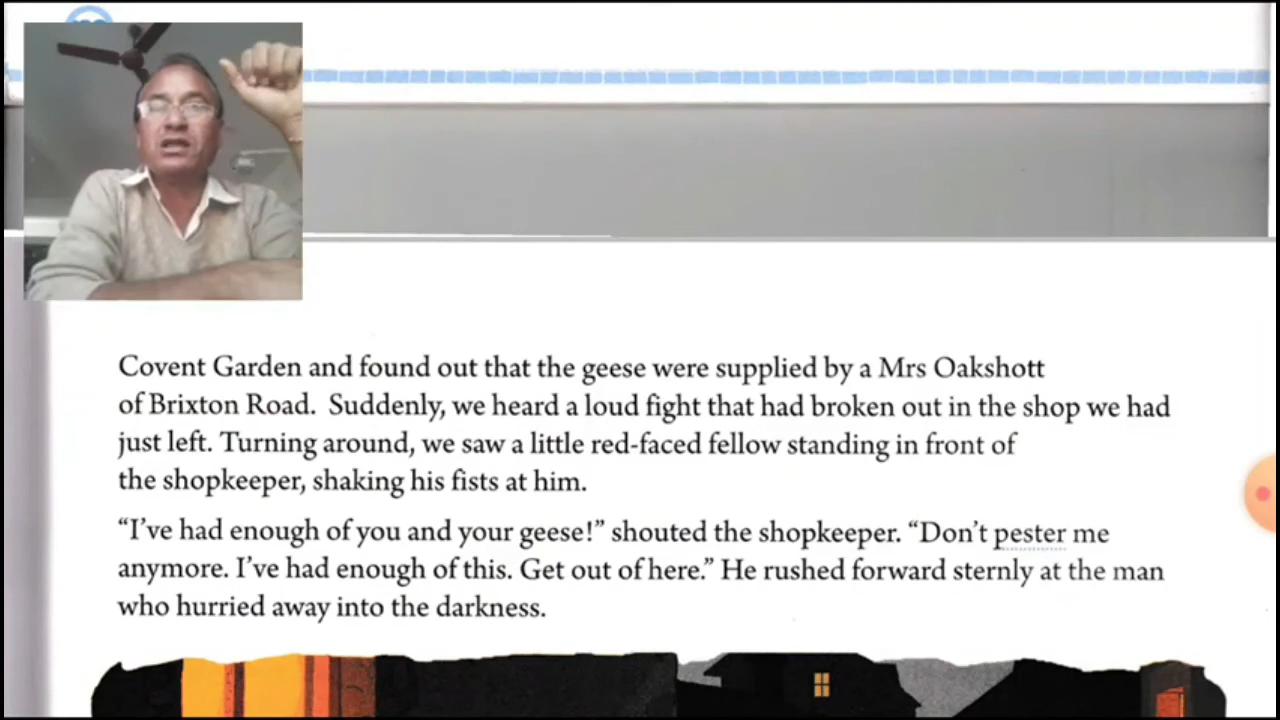 Covent Garden and found out that the geese were supplied by a Mrs Oakshott
of Brixton Road. Suddenly, we heard a loud fight that had broken out in the shop we had
just left. Turning around, we saw a little red-faced fellow standing in front of
the shopkeeper, shaking his fists at him.
“I’ve had enough of you and your geese!” shouted the shopkeeper. “Don’t pester me
anymore. I’ve had enough of this. Get out of here.” He rushed forward sternly at the man
who hurried away into the darkness.